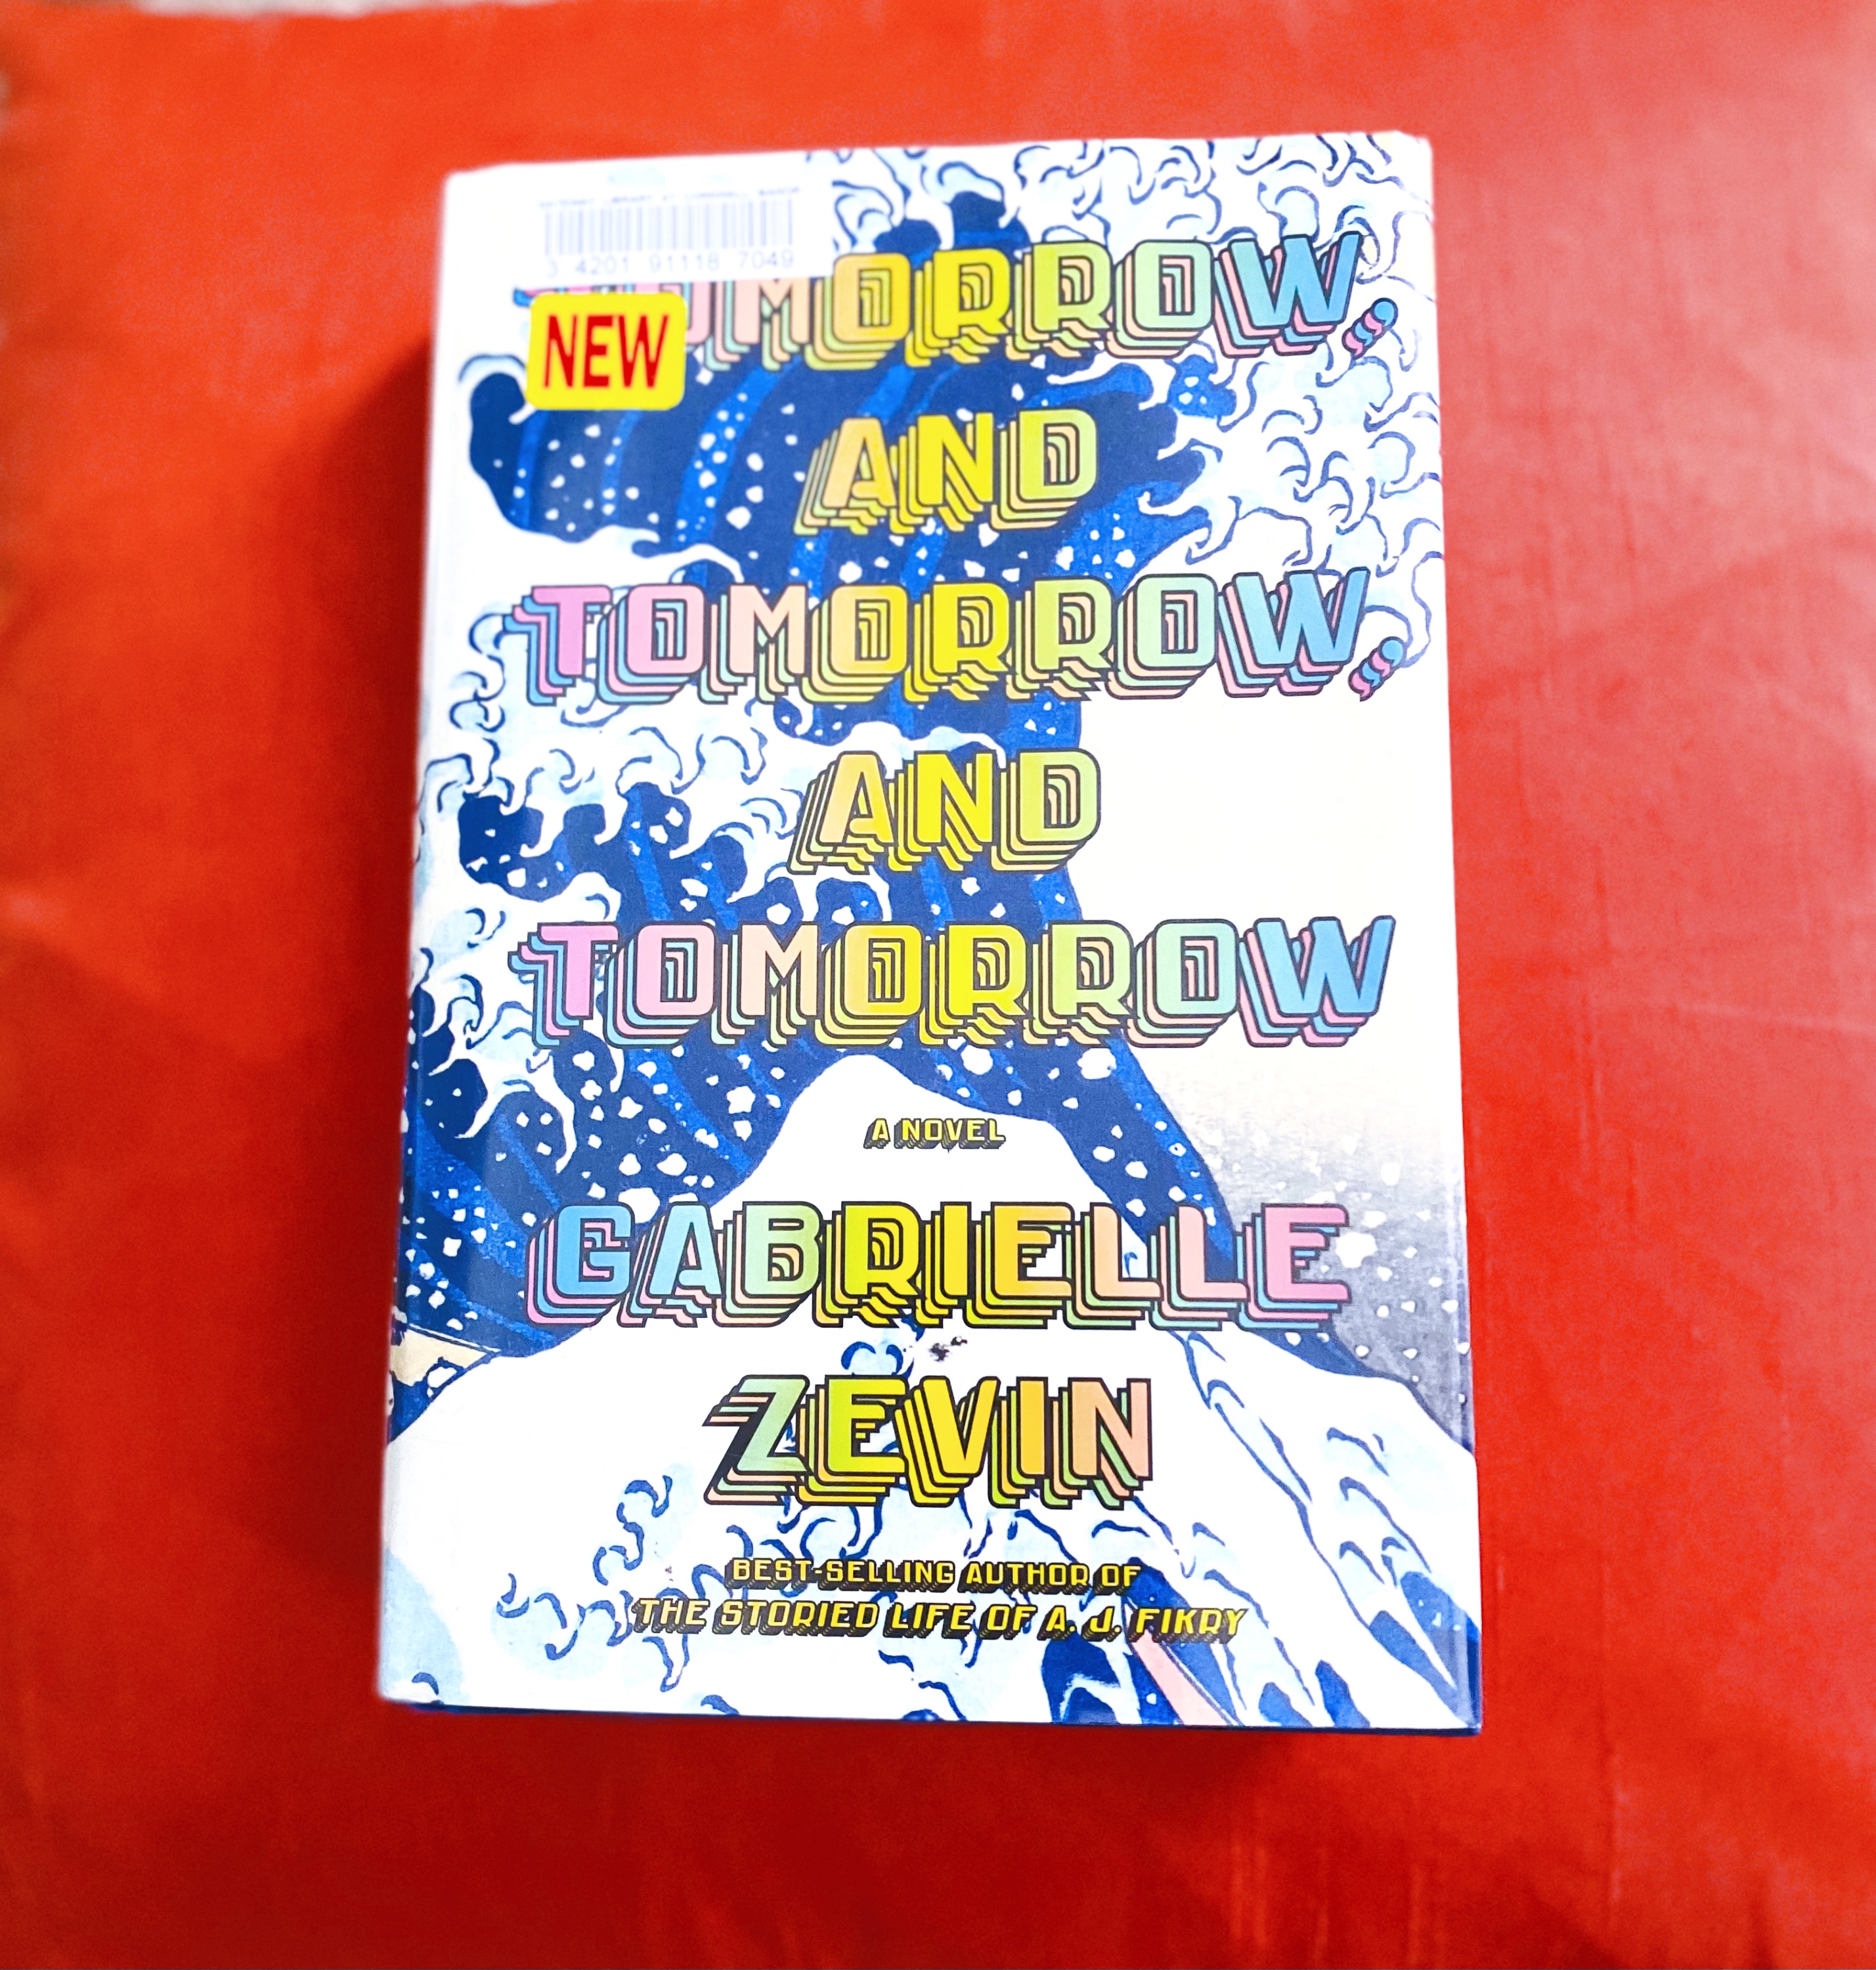 3 4201 91118 7049
NEW
TOMORROW,
AND
TOMORROW,
AND
TOMORROW
A NOVEL
GABRIELLE
ZEVIN
BEST-SELLING AUTHOR OF
THE STORIED LIFE OF A. J. FIKRY